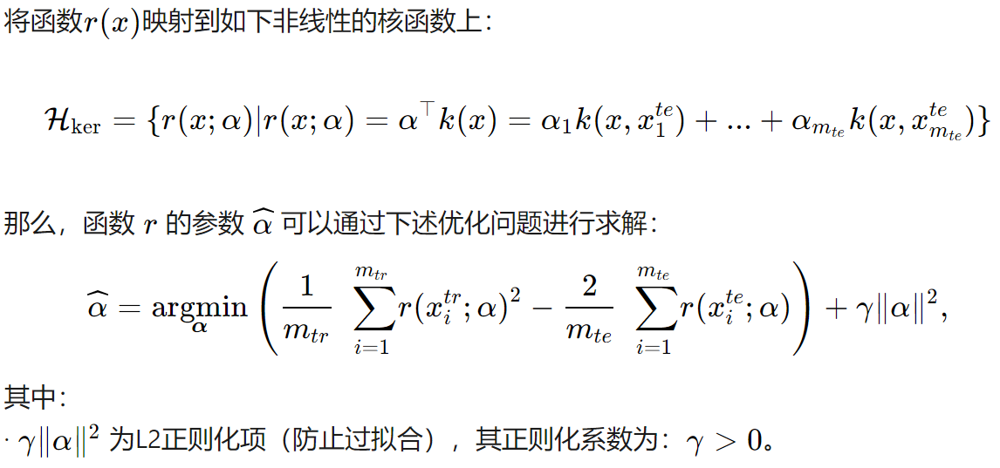 将函数r(x)映射到如下非线性的核函数上：
$\mathcal{H}_{\text{ker}} = \{r(x;\alpha)|r(x;\alpha) = \alpha^\top k(x) = \alpha_1 k(x, x_1^{te}) + ... + \alpha_{m_{te}} k(x, x_{m_{te}}^{te})\}$
那么，函数 $r$ 的参数 $\widehat{\alpha}$ 可以通过下述优化问题进行求解：
$\widehat{\alpha} = \underset{\boldsymbol{\alpha}}{\text{argmin}} \left( \frac{1}{m_{tr}} \sum_{i=1}^{m_{tr}} r(x_i^{tr};\alpha)^2 - \frac{2}{m_{te}} \sum_{i=1}^{m_{te}} r(x_i^{te};\alpha) \right) + \gamma\|\alpha\|^2,$
其中：
· $\gamma\|\alpha\|^2$ 为L2正则化项（防止过拟合），其正则化系数为：$\gamma > 0$。